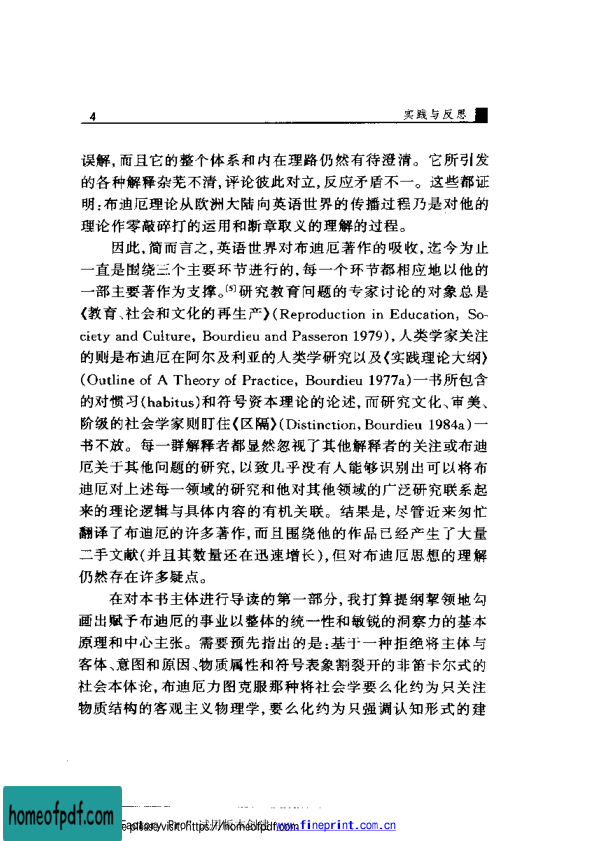 4
实践与反思
误解,而且它的整个体系和内在理路仍然有待澄清。它所引发
的各种解释杂芜不清,评论彼此对立,反应矛盾不一。这些都证
明:布迪厄理论从欧洲大陆向英语世界的传播过程乃是对他的
理论作零敲碎打的运用和断章取义的理解的过程。
因此,简而言之,英语世界对布迪厄著作的吸收,迄今为止
一直是围绕三个主要环节进行的,每一个环节都相应地以他的
一部主要著作为支撑。[5]研究教育问题的专家讨论的对象总是
《教育、社会和文化的再生产》(Reproduction in Education, So-
ciety and Culture, Bourdieu and Passeron 1979),人类学家关注
的则是布迪厄在阿尔及利亚的人类学研究以及《实践理论大纲》
(Outline of A Theory of Practice, Bourdieu 1977a)一书所包含
的对惯习(habitus)和符号资本理论的论述,而研究文化、审美、
阶级的社会学家则盯住《区隔》(Distinction, Bourdieu 1984a)一
书不放。每一群解释者都显然忽视了其他解释者的关注或布迪
厄关于其他问题的研究,以致几乎没有人能够识别出可以将布
迪厄对上述每一领域的研究和他对其他领域的广泛研究联系起
来的理论逻辑与具体内容的有机关联。结果是,尽管近来匆忙
翻译了布迪厄的许多著作,而且围绕他的作品已经产生了大量
二手文献(并且其数量还在迅速增长),但对布迪厄思想的理解
仍然存在许多疑点。
在对本书主体进行导读的第一部分,我打算提纲挈领地勾
画出赋予布迪厄的事业以整体的统一性和敏锐的洞察力的基本
原理和中心主张。需要预先指出的是:基于一种拒绝将主体与
客体、意图和原因、物质属性和符号表象割裂开的非笛卡尔式的
社会本体论,布迪厄力图克服那种将社会学要么化约为只关注
物质结构的客观主义物理学,要么化约为只强调认知形式的建
homeofpdf.com
Factory Pro" 试用版本创建 www.fineprint.com.cn
please visit: https://homeofpdf.com